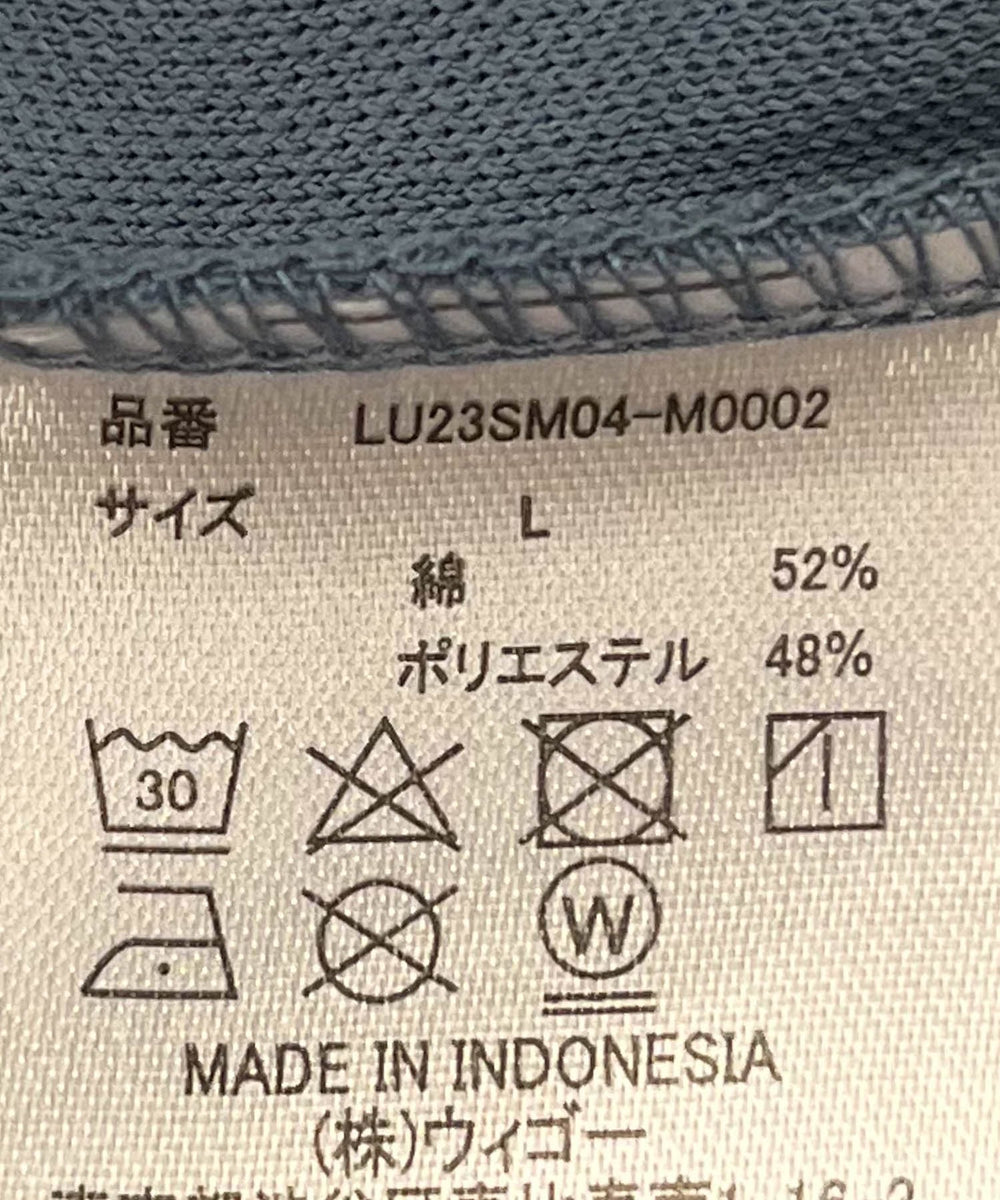 品番 LU23SM04-M0002
サイズ L
綿 52%
ポリエステル 48%
30
W
MADE IN INDONESIA
(株)ウィゴー